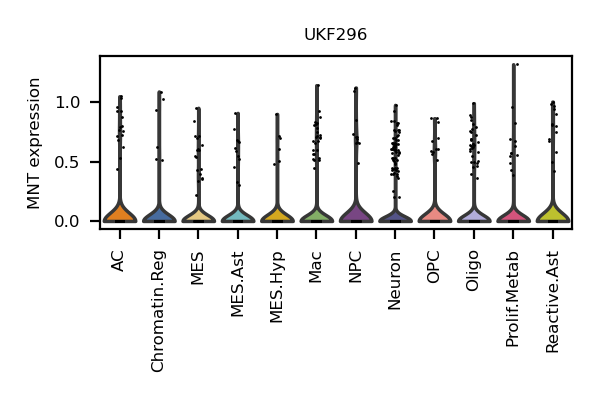 UKF296
MNT expression
1.0
0.5
0.0
AC
Chromatin.Reg
MES
MES.Ast
MES.Hyp
Mac
NPC
Neuron
OPC
Oligo
Prolif.Metab
Reactive.Ast